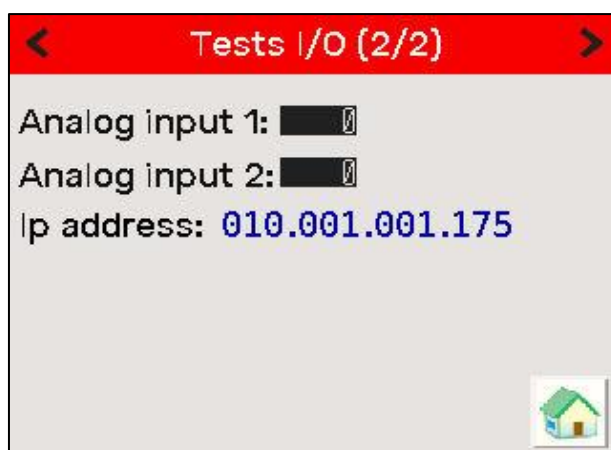 < Tests I/O (2/2) >
Analog input 1: 0
Analog input 2: 0
Ip address: 010.001.001.175